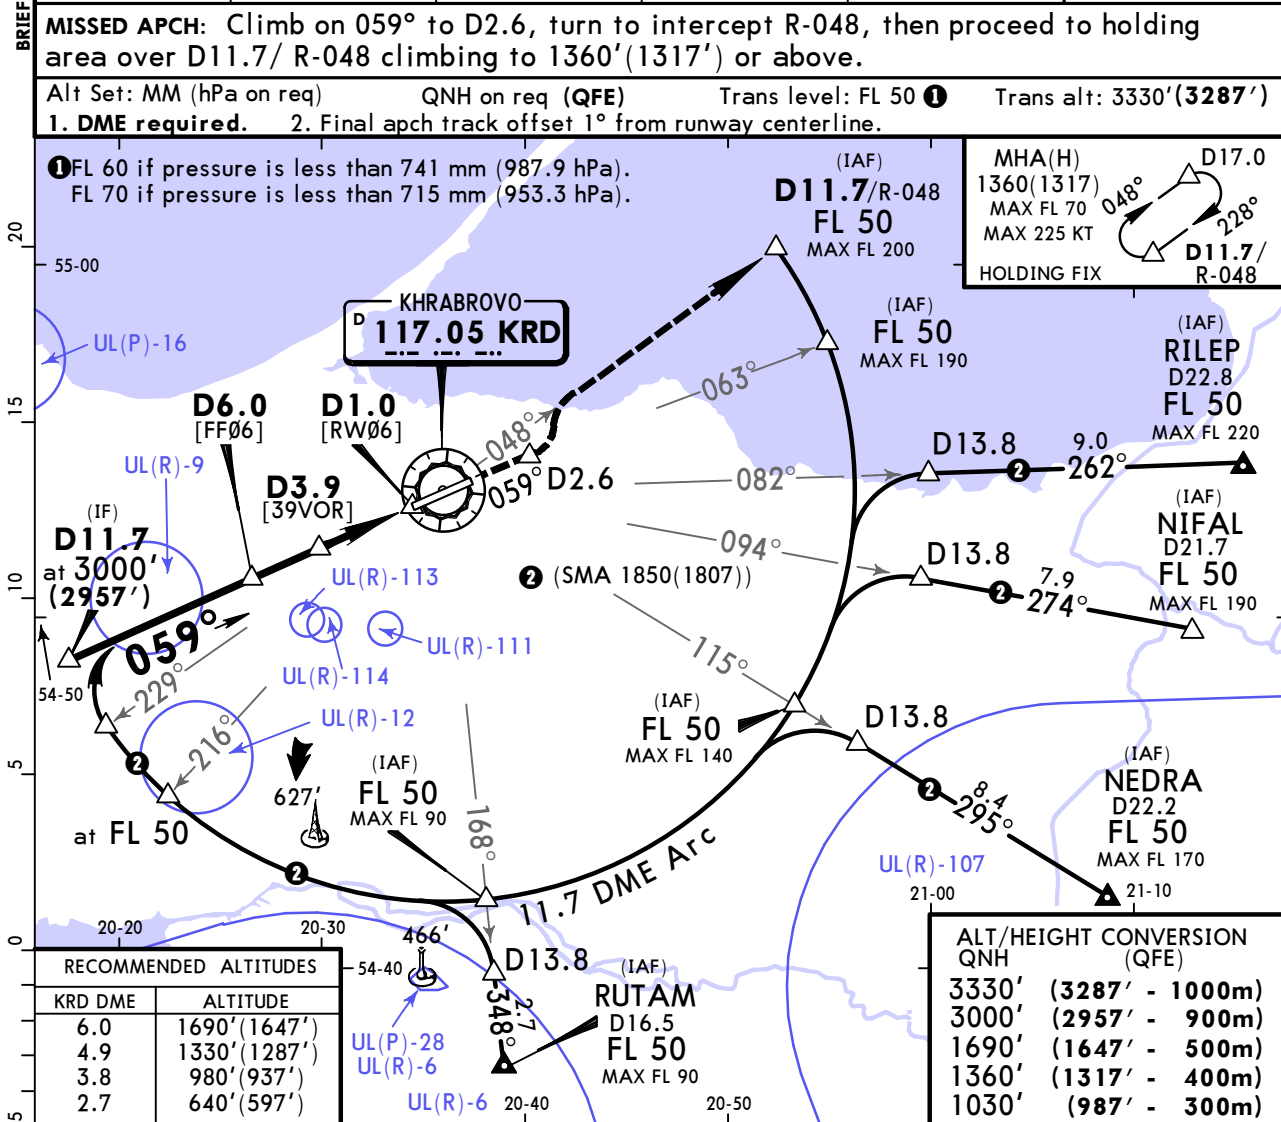 BRIEF
MISSED APCH: Climb on 059° to D2.6, turn to intercept R-048, then proceed to holding
area over D11.7/ R-048 climbing to 1360'(1317') or above.
Alt Set: MM (hPa on req) QNH on req (QFE) Trans level: FL 50 ❶ Trans alt: 3330'(3287')
1. DME required. 2. Final apch track offset 1° from runway centerline.
❶FL 60 if pressure is less than 741 mm (987.9 hPa).
FL 70 if pressure is less than 715 mm (953.3 hPa).
(IAF)
D11.7/R-048
FL 50
MAX FL 200
MHA(H)
1360(1317)
MAX FL 70
MAX 225 KT
HOLDING FIX
D17.0
048°
228°
D11.7/
R-048
20
55-00
UL(P)-16
KHRABROVO
D 117.05 KRD
(IAF)
FL 50
MAX FL 190
063°
(IAF)
RILEP
D22.8
FL 50
MAX FL 220
15
D6.0
[FF06]
D1.0
[RW06]
048°
D13.8
9.0
❷
262°
UL(R)-9
D3.9
[39VOR]
059°
D2.6
082°
(IF)
D11.7
at 3000'
(2957')
094°
D13.8
7.9
❷
274°
(IAF)
NIFAL
D21.7
FL 50
MAX FL 190
10
❷ (SMA 1850(1807))
UL(R)-113
UL(R)-111
UL(R)-114
059°
54-50
229°
115°
UL(R)-12
216°
(IAF)
FL 50
MAX FL 140
D13.8
❷
5
❷
8.4
295°
(IAF)
NEDRA
D22.2
FL 50
MAX FL 170
627'
(IAF)
FL 50
MAX FL 90
at FL 50
168°
❷
11.7 DME Arc
UL(R)-107
21-00
21-10
20-20
20-30
0
466'
54-40
D13.8
2.7
348°
(IAF)
RUTAM
D16.5
FL 50
MAX FL 90
UL(P)-28
UL(R)-6
UL(R)-6
20-40
20-50
5
RECOMMENDED ALTITUDES
KRD DME ALTITUDE
6.0 1690'(1647')
4.9 1330'(1287')
3.8 980'(937')
2.7 640'(597')
ALT/HEIGHT CONVERSION
QNH (QFE)
3330' (3287' - 1000m)
3000' (2957' - 900m)
1690' (1647' - 500m)
1360' (1317' - 400m)
1030' (987' - 300m)